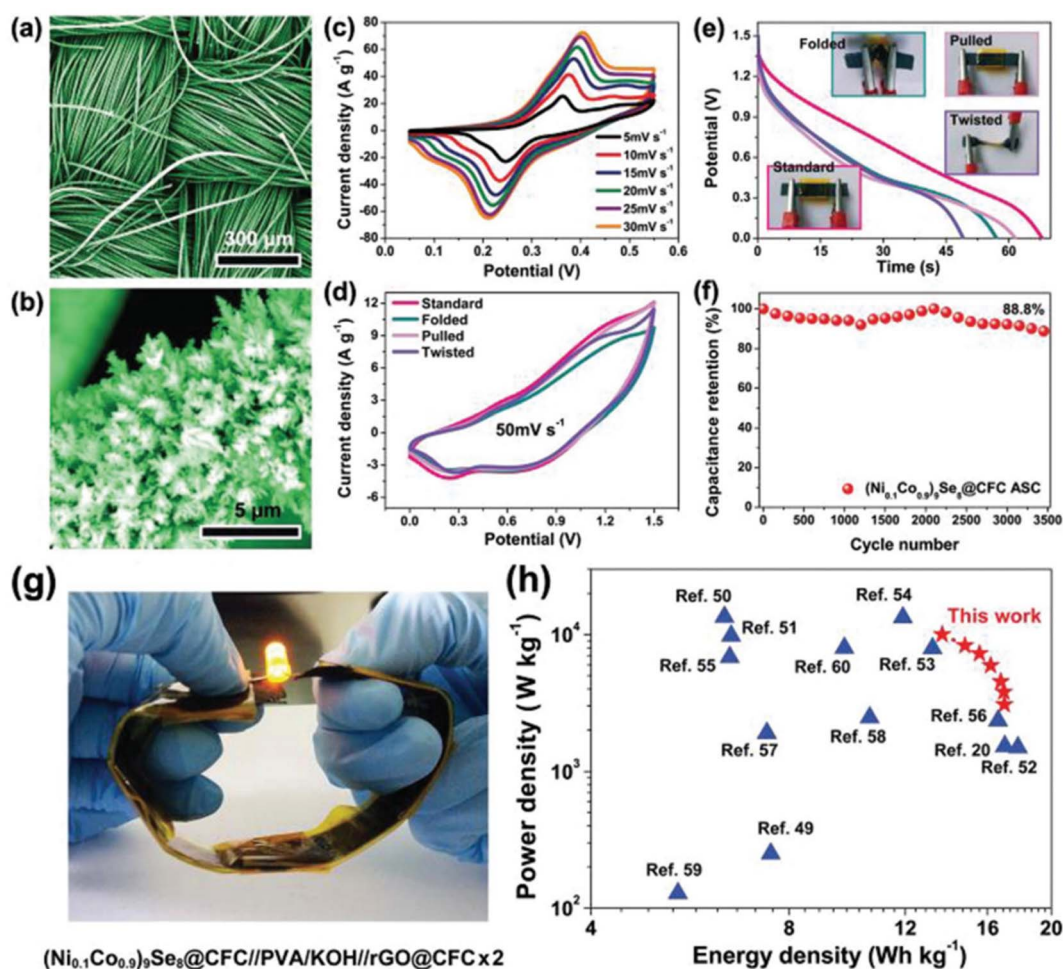 (a)
300 µm
(b)
5 µm
(c)
Current density (A g⁻¹)
80
60
40
20
0
-20
-40
-60
-80
5mV s⁻¹
10mV s⁻¹
15mV s⁻¹
20mV s⁻¹
25mV s⁻¹
30mV s⁻¹
0.0 0.1 0.2 0.3 0.4 0.5 0.6
Potential (V)
(d)
Current density (A g⁻¹)
12
9
6
3
0
-3
-6
Standard
Folded
Pulled
Twisted
50mV s⁻¹
0.0 0.3 0.6 0.9 1.2 1.5
Potential (V)
(e)
Potential (V)
1.5
1.2
0.9
0.6
0.3
0.0
Folded
Pulled
Twisted
Standard
0 15 30 45 60
Time (s)
(f)
Capacitance retention (%)
100
80
60
40
20
0
88.8%
(Ni₀.₁Co₀.₉)₉Se₈@CFC ASC
0 500 1000 1500 2000 2500 3000 3500
Cycle number
(g)
(Ni₀.₁Co₀.₉)₉Se₈@CFC//PVA/KOH//rGO@CFC x 2
(h)
Power density (W kg⁻¹)
10⁴
10³
10²
Ref. 50
Ref. 54
This work
Ref. 51
Ref. 55
Ref. 60
Ref. 53
Ref. 56
Ref. 57
Ref. 58
Ref. 20
Ref. 52
Ref. 49
Ref. 59
4 8 12 16 20
Energy density (Wh kg⁻¹)